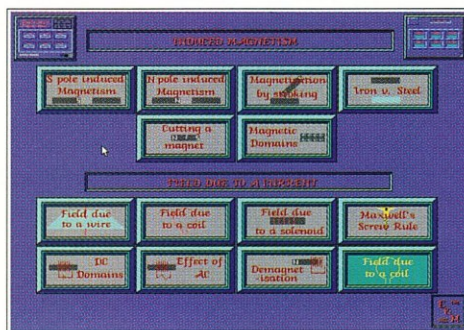 INDUCED MAGNETISM
S pole induced
Magnetism
N pole induced
Magnetism
Magnetisation
by stroking
Iron v. Steel
Cutting a
magnet
Magnetic
Domains
FIELD DUE TO A CURRENT
Field due
to a wire
Field due
to a coil
Field due
to a solenoid
Maxwell's
Screw Rule
DC
Domains
Effect of
AC
Demagnet
-isation
Field due
to a coil